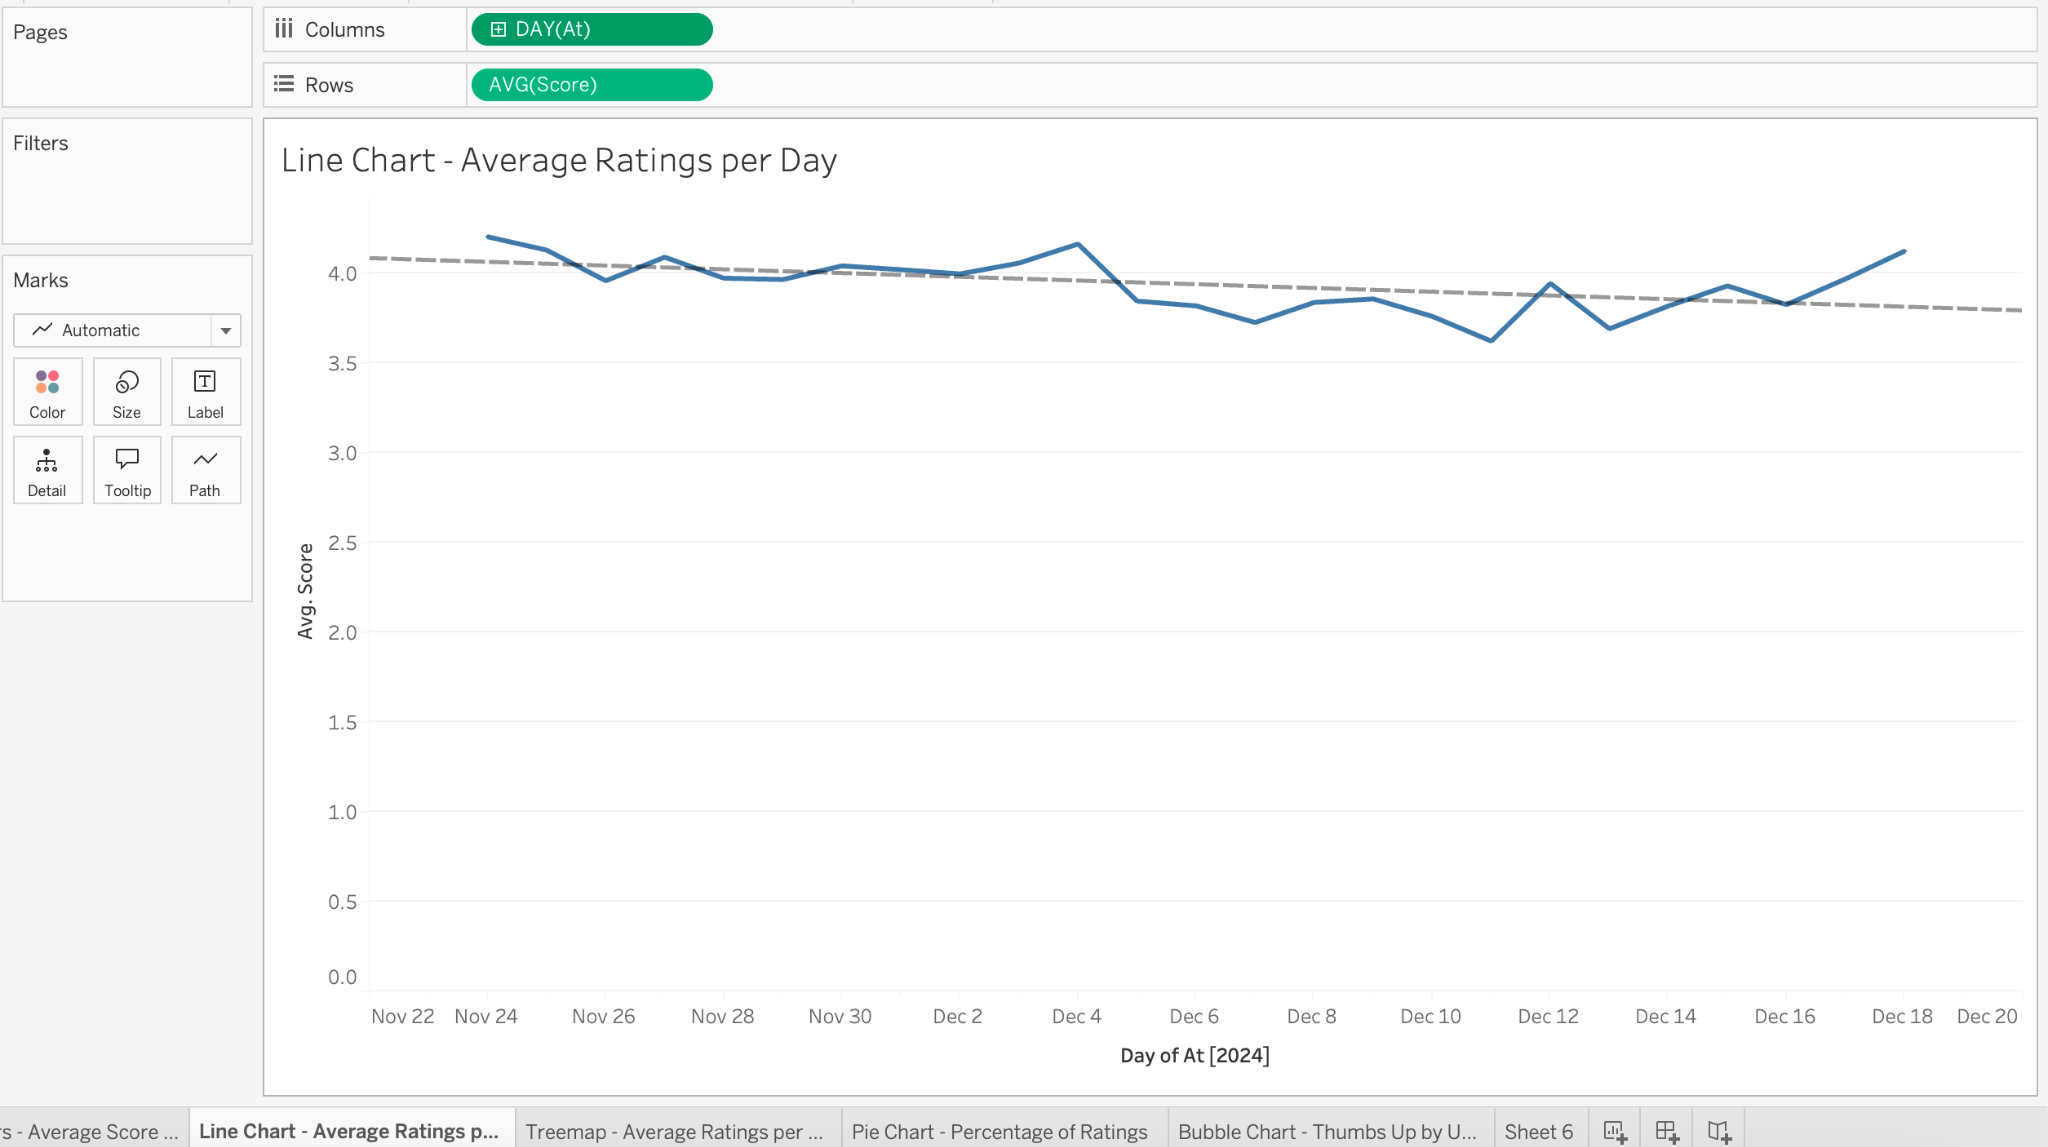 Pages
Columns
DAY(At)
Rows
AVG(Score)
Filters
Marks
Automatic
Color
Size
Label
Detail
Tooltip
Path
Line Chart - Average Ratings per Day
Avg. Score
4.0
3.5
3.0
2.5
2.0
1.5
1.0
0.5
0.0
Nov 22 Nov 24 Nov 26 Nov 28 Nov 30 Dec 2 Dec 4 Dec 6 Dec 8 Dec 10 Dec 12 Dec 14 Dec 16 Dec 18 Dec 20
Day of At [2024]
rs - Average Score ... Line Chart - Average Ratings p... Treemap - Average Ratings per ... Pie Chart - Percentage of Ratings Bubble Chart - Thumbs Up by U... Sheet 6